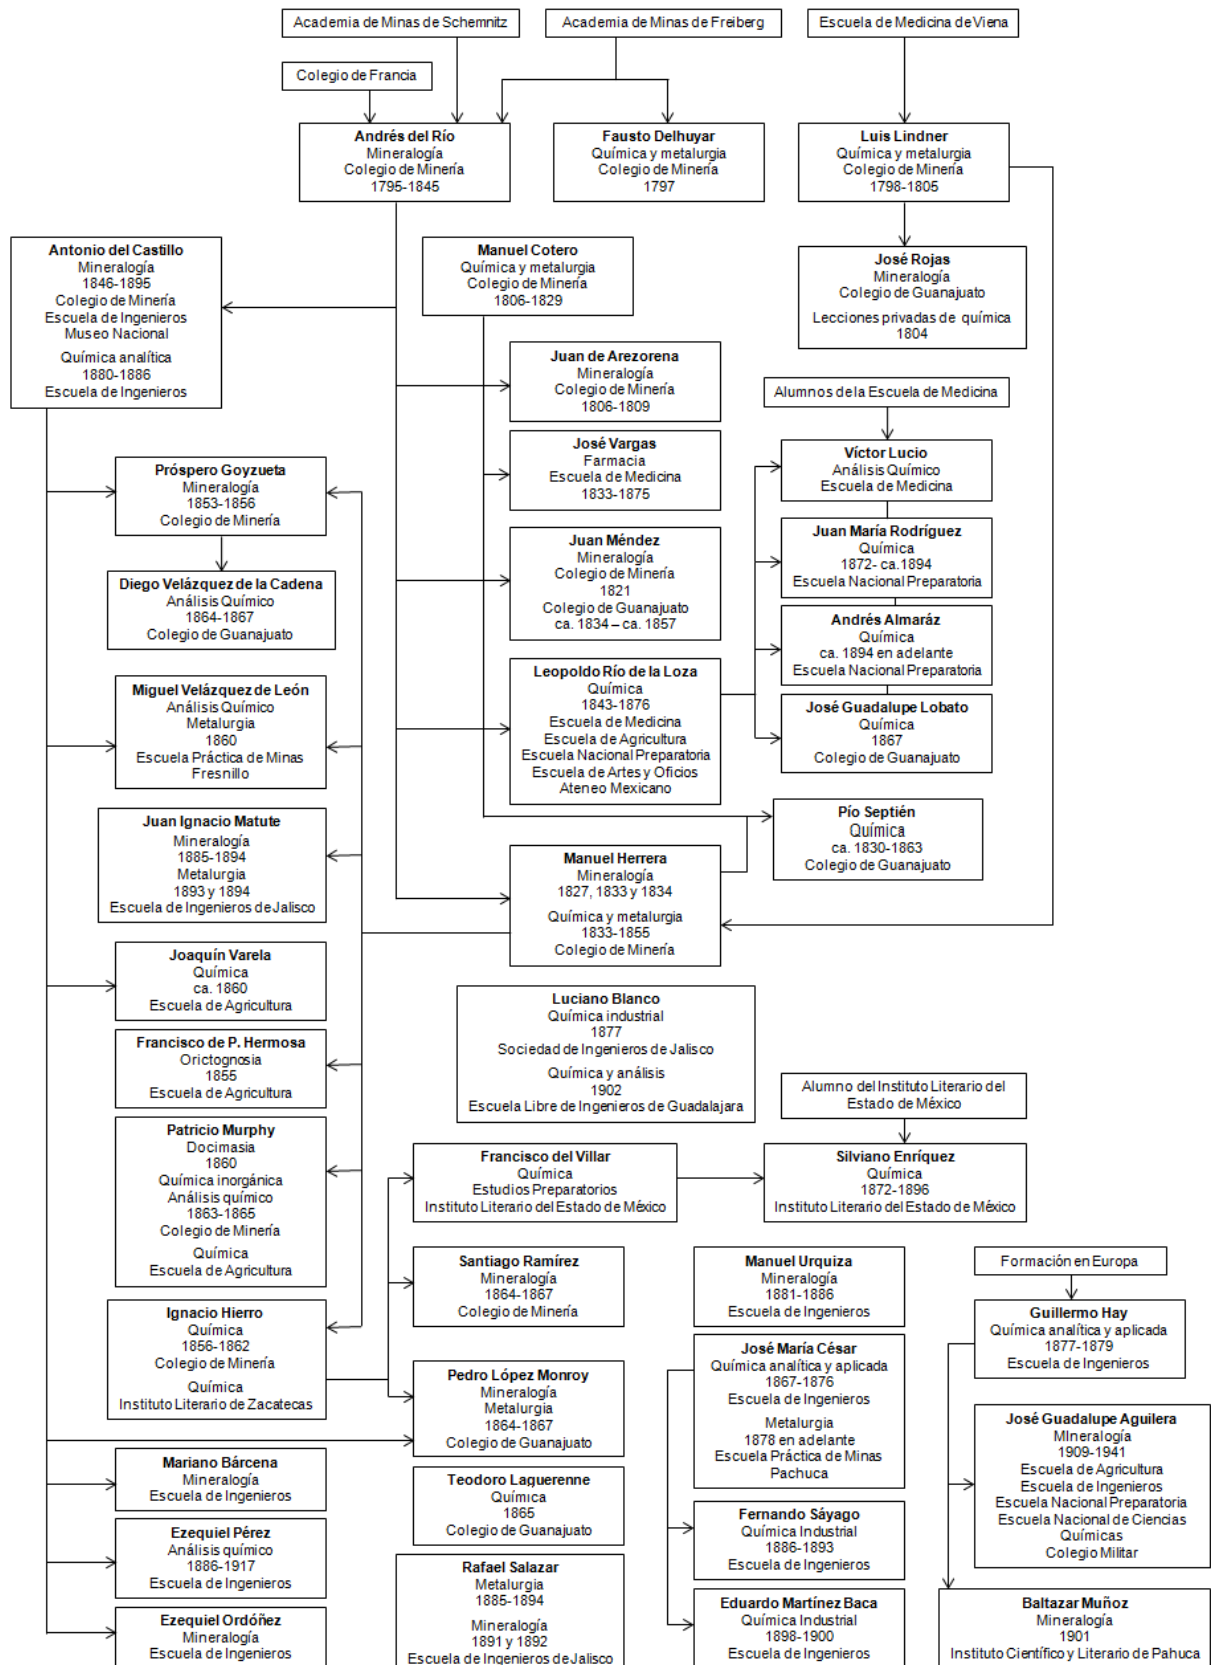 Academia de Minas de Schemnitz
Academia de Minas de Freiberg
Escuela de Medicina de Viena
Colegio de Francia
Andrés del Río
Mineralogía
Colegio de Minería
1795-1845
Fausto Delhuyar
Química y metalurgia
Colegio de Minería
1797
Luis Lindner
Química y metalurgia
Colegio de Minería
1798-1805
Antonio del Castillo
Mineralogía
1846-1895
Colegio de Minería
Escuela de Ingenieros
Museo Nacional
Química analítica
1880-1886
Escuela de Ingenieros
Manuel Cotero
Química y metalurgia
Colegio de Minería
1806-1829
José Rojas
Mineralogía
Colegio de Guanajuato
Lecciones privadas de química
1804
Juan de Arezorena
Mineralogía
Colegio de Minería
1806-1809
Alumnos de la Escuela de Medicina
José Vargas
Farmacia
Escuela de Medicina
1833-1875
Víctor Lucio
Análisis Químico
Escuela de Medicina
Próspero Goyzueta
Mineralogía
1853-1856
Colegio de Minería
Juan Méndez
Mineralogía
Colegio de Minería
1821
Colegio de Guanajuato
ca. 1834 – ca. 1857
Juan María Rodríguez
Química
1872- ca.1894
Escuela Nacional Preparatoria
Diego Velázquez de la Cadena
Análisis Químico
1864-1867
Colegio de Guanajuato
Andrés Almaráz
Química
ca. 1894 en adelante
Escuela Nacional Preparatoria
Leopoldo Río de la Loza
Química
1843-1876
Escuela de Medicina
Escuela de Agricultura
Escuela Nacional Preparatoria
Escuela de Artes y Oficios
Ateneo Mexicano
Miguel Velázquez de León
Análisis Químico
Metalurgia
1860
Escuela Práctica de Minas
Fresnillo
José Guadalupe Lobato
Química
1867
Colegio de Guanajuato
Juan Ignacio Matute
Mineralogía
1885-1894
Metalurgia
1893 y 1894
Escuela de Ingenieros de Jalisco
Pío Septién
Química
ca. 1830-1863
Colegio de Guanajuato
Manuel Herrera
Mineralogía
1827, 1833 y 1834
Química y metalurgia
1833-1855
Colegio de Minería
Joaquín Varela
Química
ca. 1860
Escuela de Agricultura
Luciano Blanco
Química industrial
1877
Sociedad de Ingenieros de Jalisco
Química y análisis
1902
Escuela Libre de Ingenieros de Guadalajara
Francisco de P. Hermosa
Orictognosia
1855
Escuela de Agricultura
Alumno del Instituto Literario del
Estado de México
Patricio Murphy
Docimasia
1860
Química inorgánica
Análisis químico
1863-1865
Colegio de Minería
Química
Escuela de Agricultura
Francisco del Villar
Química
Estudios Preparatorios
Instituto Literario del Estado de México
Silviano Enríquez
Química
1872-1896
Instituto Literario del Estado de México
Santiago Ramírez
Mineralogía
1864-1867
Colegio de Minería
Manuel Urquiza
Mineralogía
1881-1886
Escuela de Ingenieros
Formación en Europa
Ignacio Hierro
Química
1856-1862
Colegio de Minería
Química
Instituto Literario de Zacatecas
Guillermo Hay
Química analítica y aplicada
1877-1879
Escuela de Ingenieros
José María César
Química analítica y aplicada
1867-1876
Escuela de Ingenieros
Metalurgia
1878 en adelante
Escuela Práctica de Minas
Pachuca
Pedro López Monroy
Mineralogía
Metalurgia
1864-1867
Colegio de Guanajuato
José Guadalupe Aguilera
MIneralogía
1909-1941
Escuela de Agricultura
Escuela de Ingenieros
Escuela Nacional Preparatoria
Escuela Nacional de Ciencias
Químicas
Colegio Militar
Mariano Bárcena
Mineralogía
Escuela de Ingenieros
Teodoro Laguerenne
Química
1865
Colegio de Guanajuato
Fernando Sáyago
Química Industrial
1886-1893
Escuela de Ingenieros
Ezequiel Pérez
Análisis químico
1886-1917
Escuela de Ingenieros
Rafael Salazar
Metalurgia
1885-1894
Mineralogía
1891 y 1892
Escuela de Ingenieros de Jalisco
Eduardo Martínez Baca
Química Industrial
1898-1900
Escuela de Ingenieros
Baltazar Muñoz
Mineralogía
1901
Instituto Científico y Literario de Pahuca
Ezequiel Ordóñez
Mineralogía
Escuela de Ingenieros